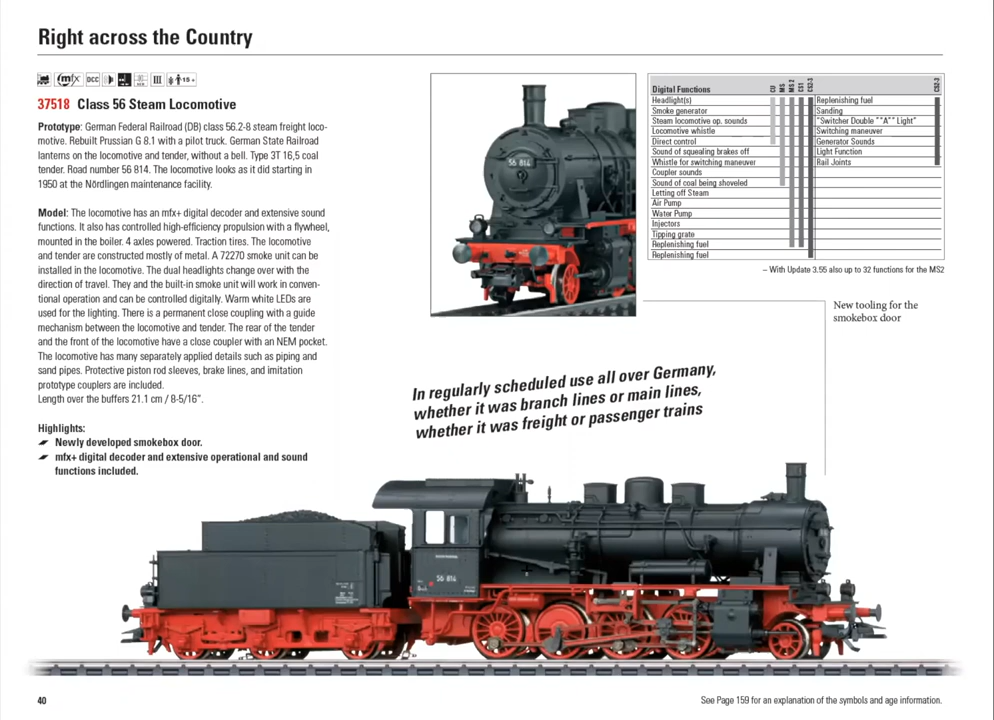 Right across the Country
mfx DCC III 15 +
37518 Class 56 Steam Locomotive
Prototype: German Federal Railroad (DB) class 56.2-8 steam freight loco-
motive. Rebuilt Prussian G 8.1 with a pilot truck. German State Railroad
lanterns on the locomotive and tender, without a bell. Type 3T 16,5 coal
tender. Road number 56 814. The locomotive looks as it did starting in
1950 at the Nördlingen maintenance facility.
Model: The locomotive has an mfx+ digital decoder and extensive sound
functions. It also has controlled high-efficiency propulsion with a flywheel,
mounted in the boiler. 4 axles powered. Traction tires. The locomotive
and tender are constructed mostly of metal. A 72270 smoke unit can be
installed in the locomotive. The dual headlights change over with the
direction of travel. They and the built-in smoke unit will work in conven-
tional operation and can be controlled digitally. Warm white LEDs are
used for the lighting. There is a permanent close coupling with a guide
mechanism between the locomotive and tender. The rear of the tender
and the front of the locomotive have a close coupler with an NEM pocket.
The locomotive has many separately applied details such as piping and
sand pipes. Protective piston rod sleeves, brake lines, and imitation
prototype couplers are included.
Length over the buffers 21.1 cm / 8-5/16”.
Highlights:
Newly developed smokebox door.
mfx+ digital decoder and extensive operational and sound
functions included.
56 814
Digital Functions CU MS MS 2 CS1 CS2-3 CS2-3
Headlight(s) Replenishing fuel
Smoke generator Sanding
Steam locomotive op. sounds "Switcher Double ""A"" Light"
Locomotive whistle Switching maneuver
Direct control Generator Sounds
Sound of squealing brakes off Light Function
Whistle for switching maneuver Rail Joints
Coupler sounds
Sound of coal being shoveled
Letting off Steam
Air Pump
Water Pump
Injectors
Tipping grate
Replenishing fuel
Replenishing fuel
– With Update 3.55 also up to 32 functions for the MS2
New tooling for the
smokebox door
In regularly scheduled use all over Germany,
whether it was branch lines or main lines,
whether it was freight or passenger trains
56 814
40
See Page 159 for an explanation of the symbols and age information.